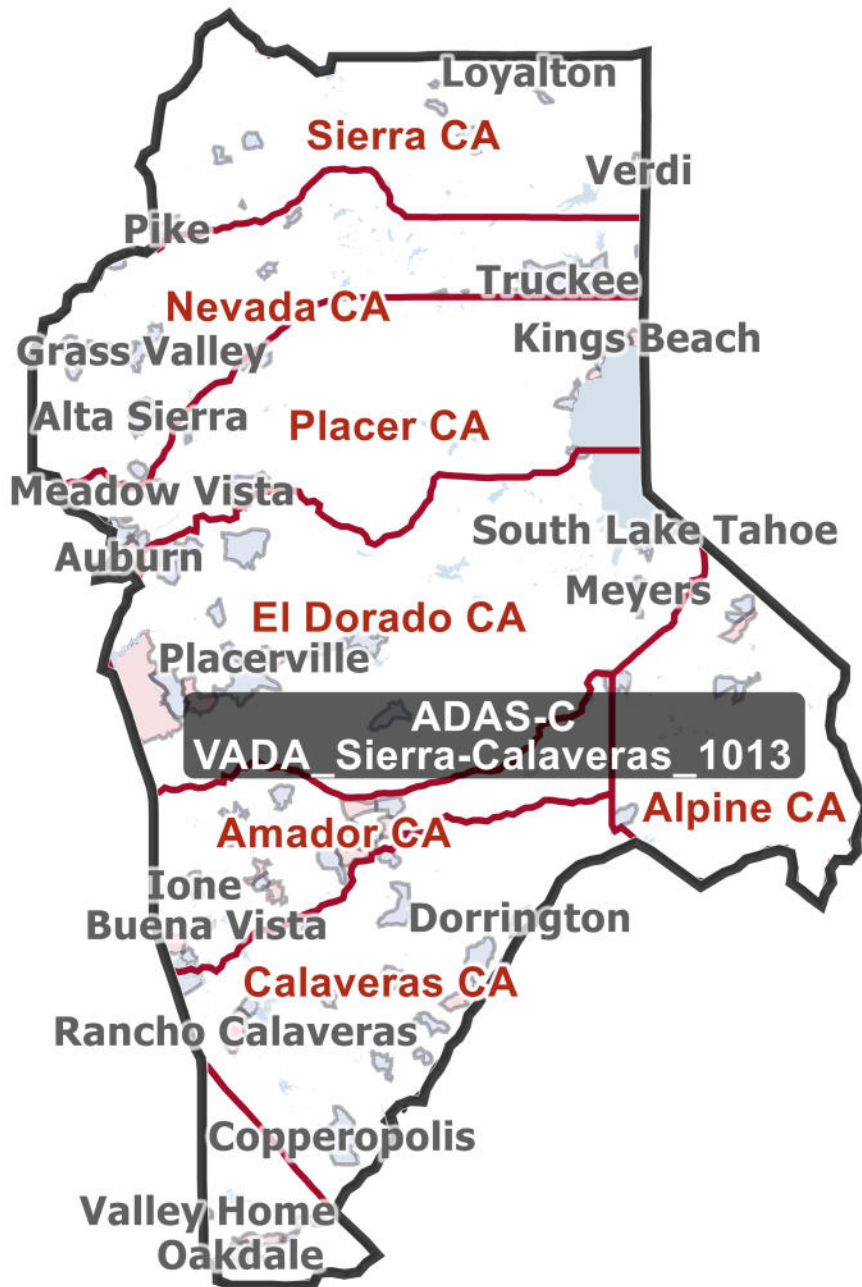 Loyalton
Sierra CA
Verdi
Pike
Truckee
Nevada CA
Kings Beach
Grass Valley
Alta Sierra
Placer CA
Meadow Vista
South Lake Tahoe
Auburn
Meyers
El Dorado CA
Placerville
ADAS-C
VADA_Sierra-Calaveras_1013
Alpine CA
Amador CA
Ione
Buena Vista
Dorrington
Calaveras CA
Rancho Calaveras
Copperopolis
Valley Home
Oakdale